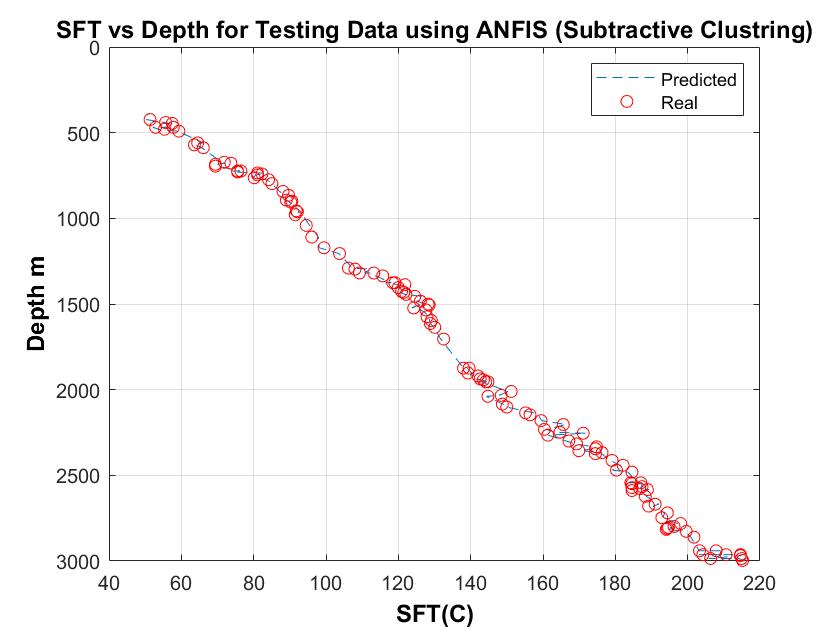 SFT vs Depth for Testing Data using ANFIS (Subtractive Clustring)
Predicted
Real
0
500
1000
1500
2000
2500
3000
Depth m
40 60 80 100 120 140 160 180 200 220
SFT(C)